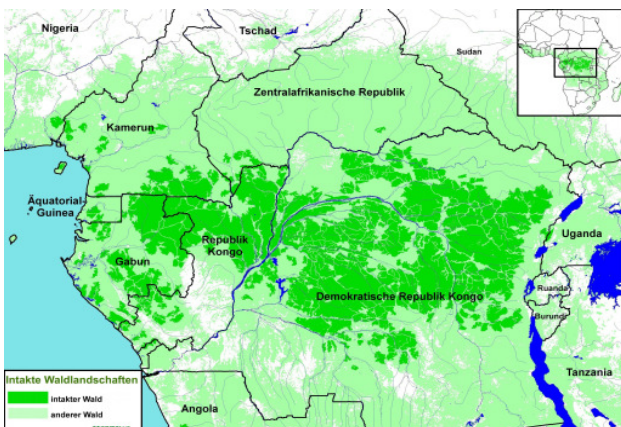 Nigeria
Tschad
Sudan
Zentralafrikanische Republik
Kamerun
Äquatorial-
Guinea
Republik
Kongo
Uganda
Gabun
Ruanda
Demokratische Republik Kongo
Burundi
Intakte Waldlandschaften
intakter Wald
anderer Wald
Angola
Tanzania